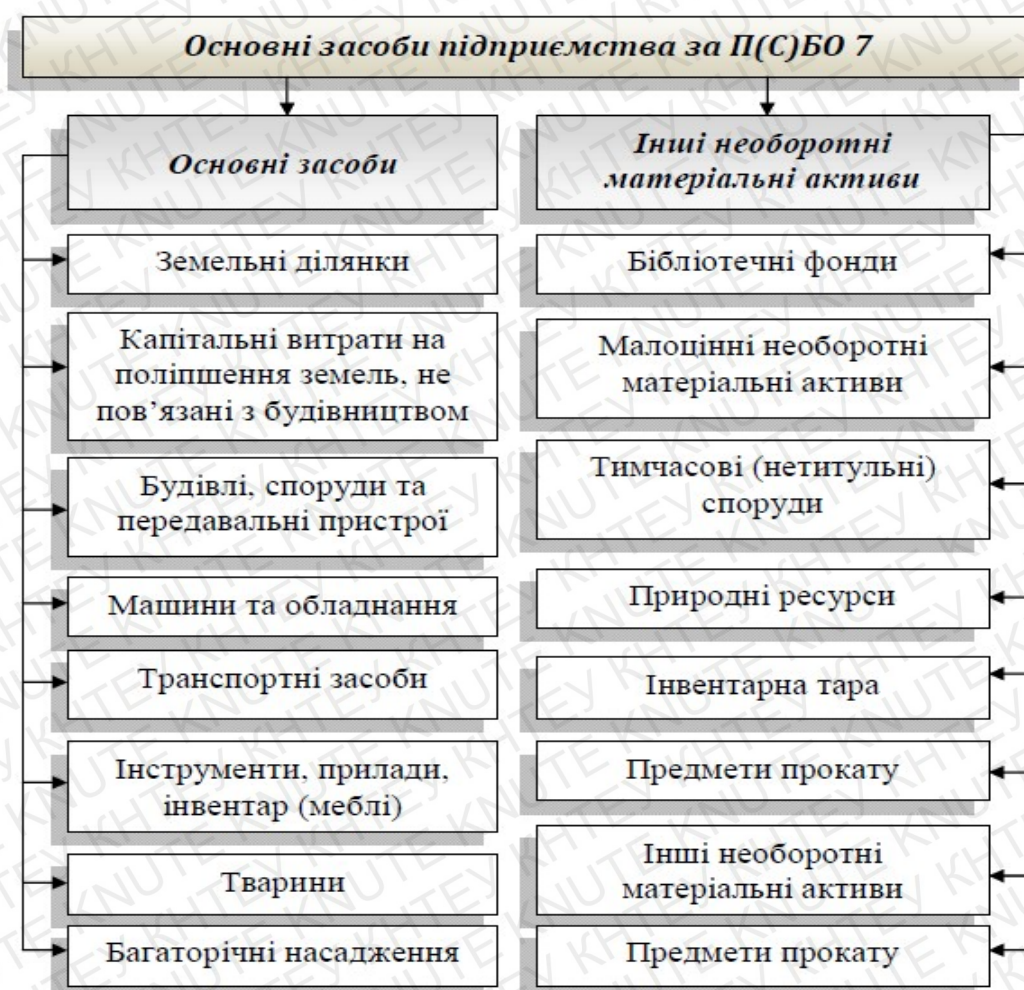 Основні засоби підприємства за П(С)БО 7
Основні засоби
Земельні ділянки
Капітальні витрати на
поліпшення земель, не
пов’язані з будівництвом
Будівлі, споруди та
передавальні пристрої
Машини та обладнання
Транспортні засоби
Інструменти, прилади,
інвентар (меблі)
Тварини
Багаторічні насадження
Інші необоротні
матеріальні активи
Бібліотечні фонди
Малоцінні необоротні
матеріальні активи
Тимчасові (нетитульні)
споруди
Природні ресурси
Інвентарна тара
Предмети прокату
Інші необоротні
матеріальні активи
Предмети прокату